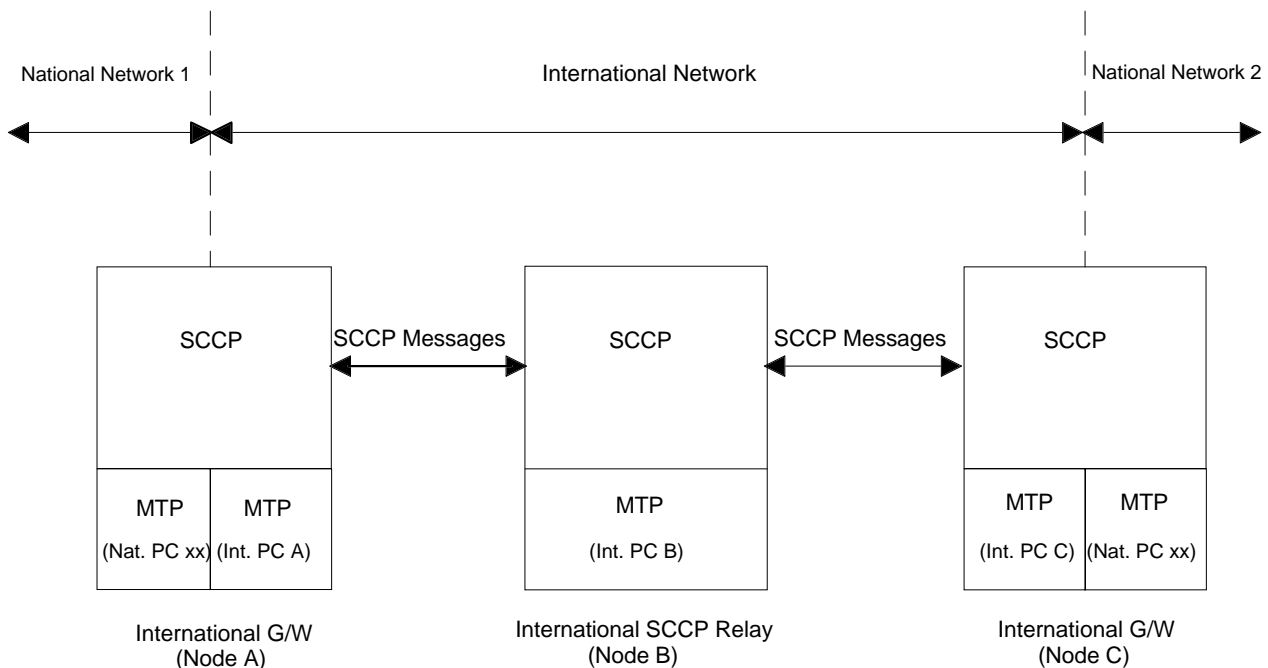 National Network 1
International Network
National Network 2
SCCP
SCCP Messages
SCCP
SCCP Messages
SCCP
MTP
(Nat. PC xx)
MTP
(Int. PC A)
MTP
(Int. PC B)
MTP
(Int. PC C)
MTP
(Nat. PC xx)
International G/W
(Node A)
International SCCP Relay
(Node B)
International G/W
(Node C)